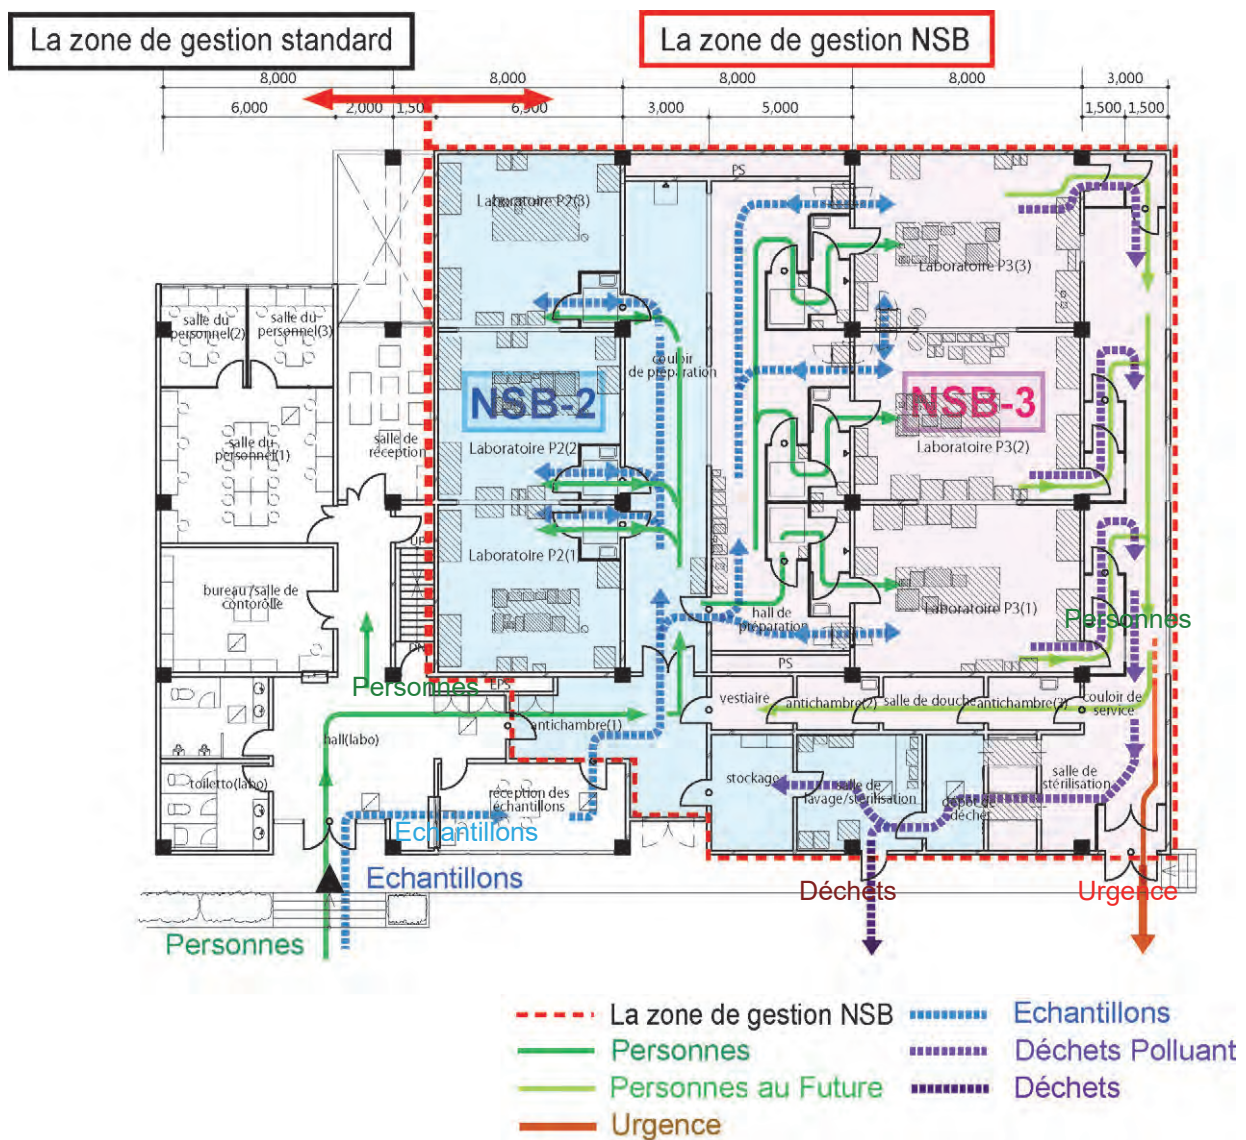 La zone de gestion standard
La zone de gestion NSB
8,000
8,000
8,000
8,000
3,000
6,000
2,000
1,500
6,500
3,000
5,000
1,500
1,500
PS
Laboratoire P2(3)
Laboratoire P3(3)
salle du
personnel(2)
salle du
personnel(3)
couloir
de préparation
NSB-2
NSB-3
salle du
personnel(1)
salle de
réception
Laboratoire P2(2)
Laboratoire P3(2)
UP
Laboratoire P2(1
bureau/salle de
contorôlle
hall de
préparation
Laboratoire P3(1)
Personnes
PS
Personnes
EPS
vestiaire
antichambre(2)
salle de douche
antichambre(3)
couloir de
service
hall(labo)
antichambre(1)
toiletto(labo)
réception des
échantillons
stockage
salle de
lavage/stérilisation
dépôt de
déchet
salle de
stérilisation
Echantillons
Echantillons
Déchets
Urgence
Personnes
La zone de gestion NSB
Echantillons
Personnes
Déchets Polluant
Personnes au Future
Déchets
Urgence